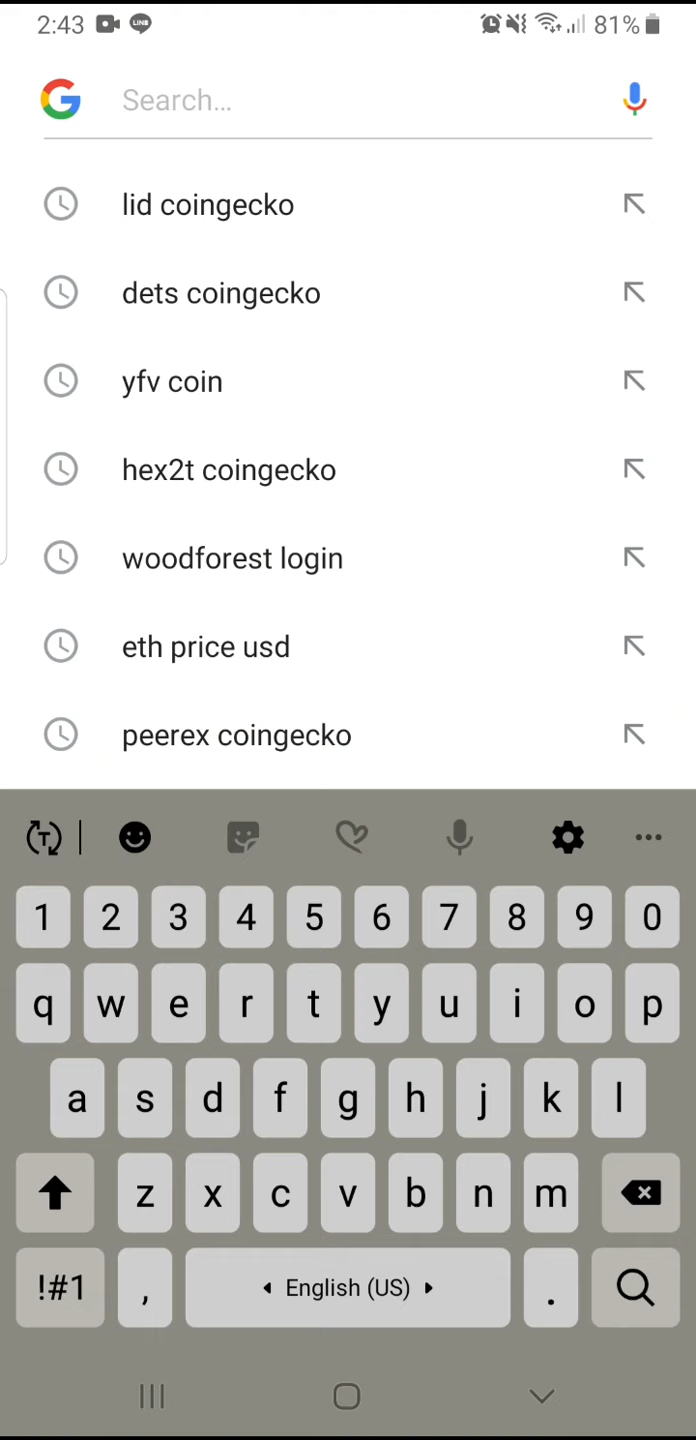 2:43 LINE 81%
G Search...
lid coingecko
dets coingecko
yfv coin
hex2t coingecko
woodforest login
eth price usd
peerex coingecko
T
1 2 3 4 5 6 7 8 9 0
q w e r t y u i o p
a s d f g h j k l
z x c v b n m
!#1 , English (US) .